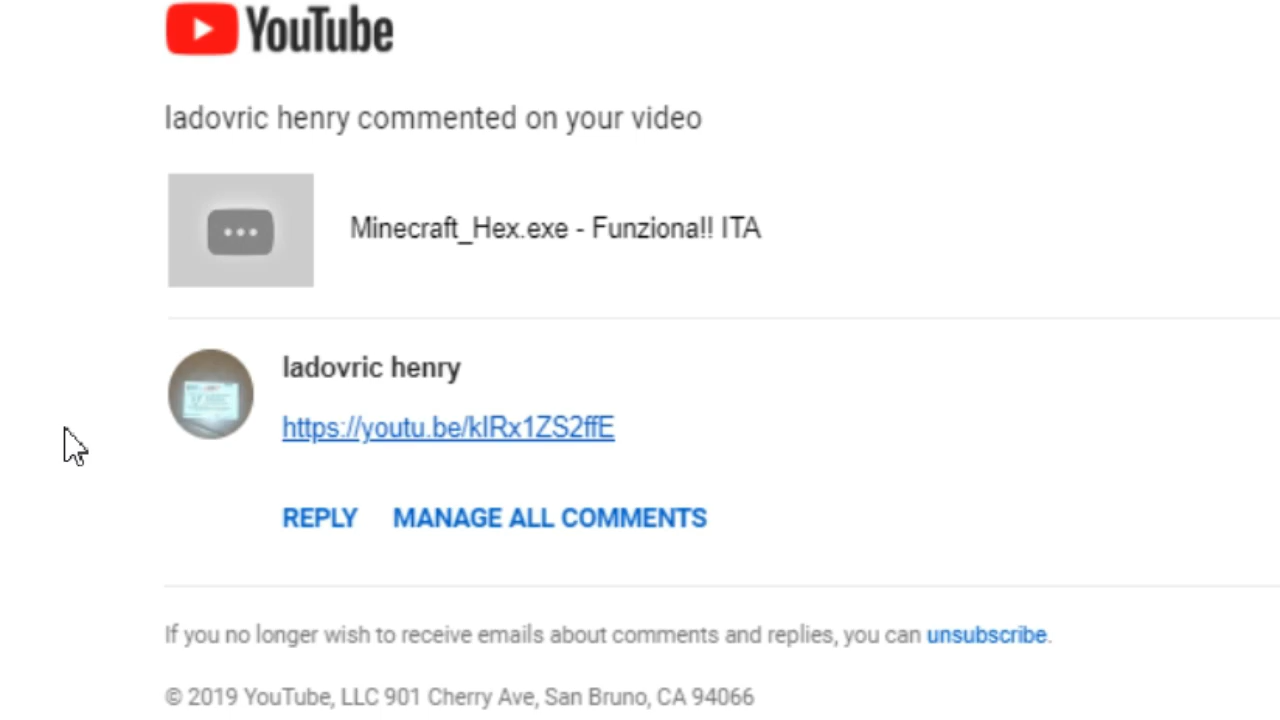 YouTube
ladovric henry commented on your video
Minecraft_Hex.exe - Funziona!! ITA
ladovric henry
https://youtu.be/kIRx1ZS2ffE
REPLY MANAGE ALL COMMENTS
If you no longer wish to receive emails about comments and replies, you can unsubscribe.
© 2019 YouTube, LLC 901 Cherry Ave, San Bruno, CA 94066